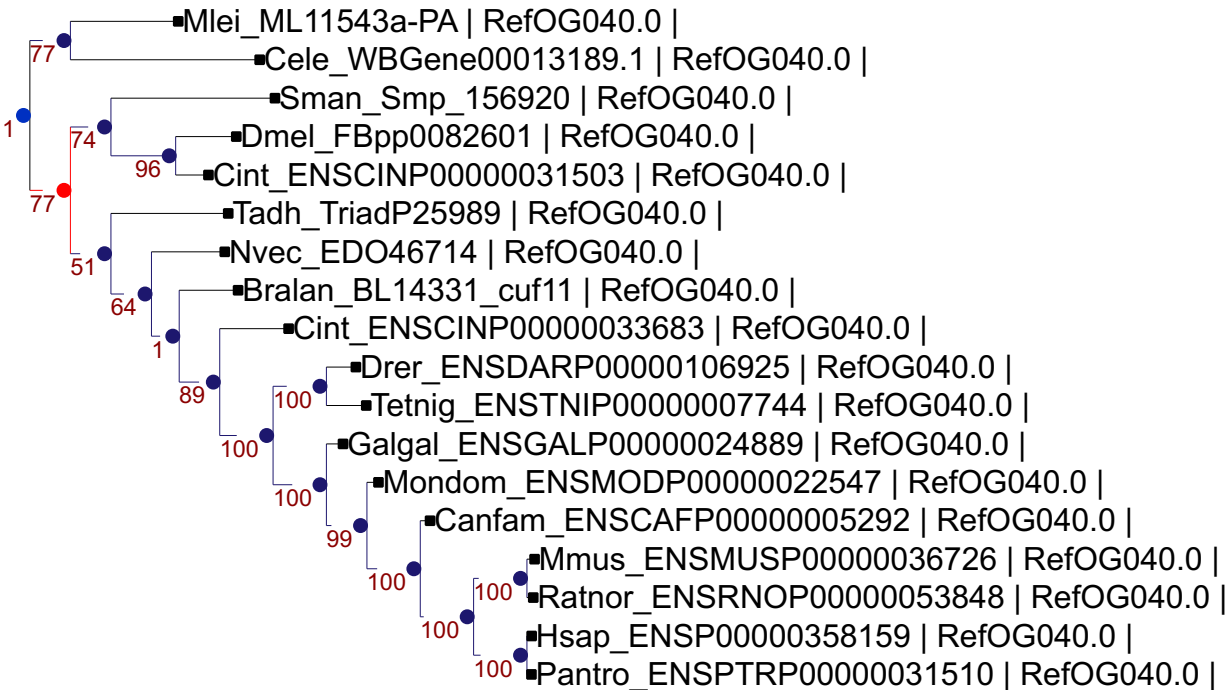 Mlei_ML11543a-PA | RefOG040.0 |
77
Cele_WBGene00013189.1 | RefOG040.0 |
Sman_Smp_156920 | RefOG040.0 |
1
74
Dmel_FBpp0082601 | RefOG040.0 |
96
Cint_ENSCINP00000031503 | RefOG040.0 |
77
Tadh_TriadP25989 | RefOG040.0 |
Nvec_EDO46714 | RefOG040.0 |
51
Bralan_BL14331_cuf11 | RefOG040.0 |
64
Cint_ENSCINP00000033683 | RefOG040.0 |
1
Drer_ENSDARP00000106925 | RefOG040.0 |
89
100
Tetnig_ENSTNIP00000007744 | RefOG040.0 |
100
Galgal_ENSGALP00000024889 | RefOG040.0 |
Mondom_ENSMODP00000022547 | RefOG040.0 |
100
Canfam_ENSCAFP00000005292 | RefOG040.0 |
99
Mmus_ENSMUSP00000036726 | RefOG040.0 |
100
100
Ratnor_ENSRNOP00000053848 | RefOG040.0 |
100
Hsap_ENSP00000358159 | RefOG040.0 |
100
Pantro_ENSPTRP00000031510 | RefOG040.0 |